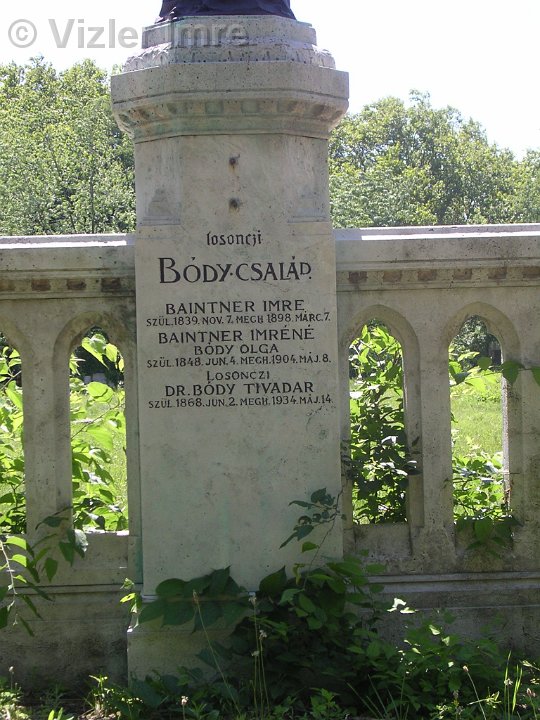 © Vizler Imre
losonczi
BÓDY-CSALÁD.
BAINTNER IMRE
SZÜL.1839. NOV. 7. MEGH 1898. MÁRC. 7.
BAINTNER IMRÉNÉ
BÓDY OLGA
SZÜL. 1848. JUN. 4. MEGH. 1904. MÁJ. 8.
LOSONCZI
DR. BÓDY TIVADAR
SZÜL. 1868. JUN. 2. MEGH. 1934. MÁJ. 14.